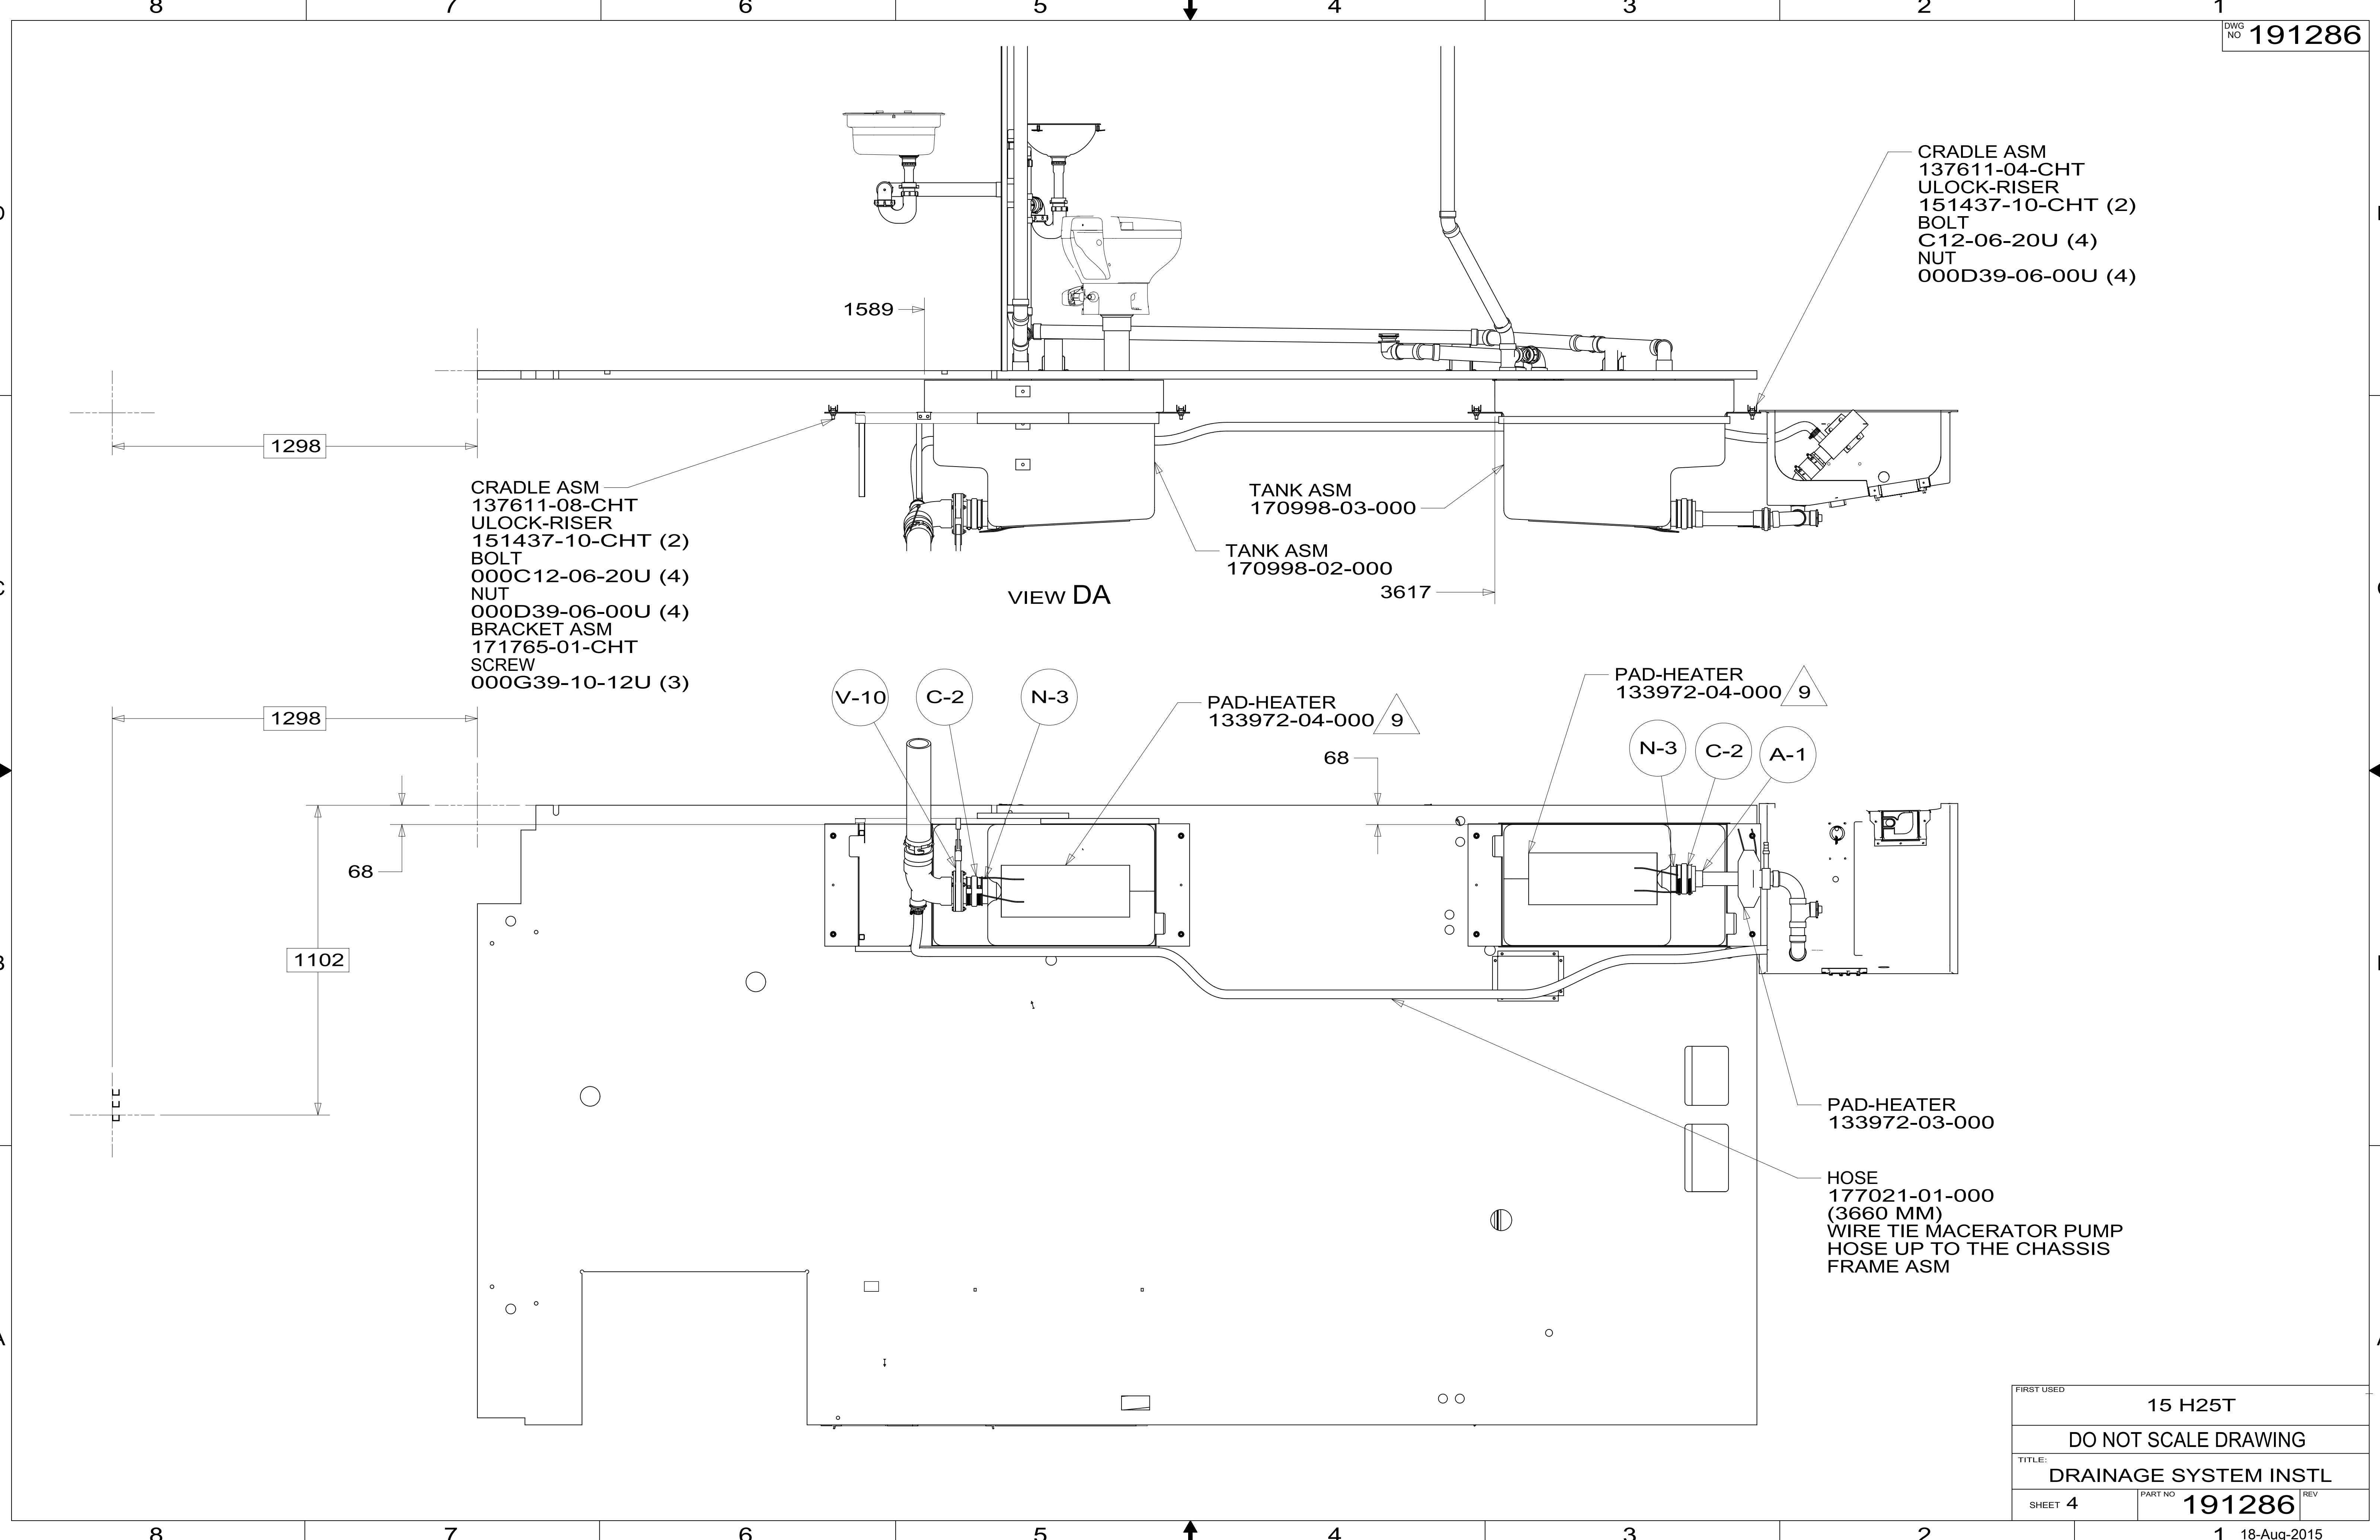 8 7 6 5 4 3 2 1
DWG
NO 191286
CRADLE ASM
137611-04-CHT
ULOCK-RISER
151437-10-CHT (2)
BOLT
C12-06-20U (4)
NUT
000D39-06-00U (4)
1589
1298
CRADLE ASM
137611-08-CHT
ULOCK-RISER
151437-10-CHT (2)
BOLT
000C12-06-20U (4)
NUT
000D39-06-00U (4)
BRACKET ASM
171765-01-CHT
SCREW
000G39-10-12U (3)
TANK ASM
170998-03-000
TANK ASM
170998-02-000
VIEW DA
3617
1298
V-10
C-2
N-3
PAD-HEATER
133972-04-000 9
PAD-HEATER
133972-04-000 9
N-3
C-2
A-1
68
68
1102
PAD-HEATER
133972-03-000
HOSE
177021-01-000
(3660 MM)
WIRE TIE MACERATOR PUMP
HOSE UP TO THE CHASSIS
FRAME ASM
FIRST USED
15 H25T
DO NOT SCALE DRAWING
TITLE:
DRAINAGE SYSTEM INSTL
SHEET 4
PART NO 191286 REV
8 7 6 5 4 3 2 1
18-Aug-2015